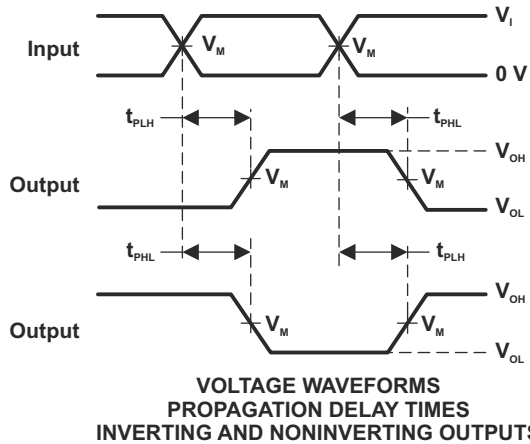 V_I
Input
V_M V_M
0 V
t_PLH t_PHL
V_OH
Output V_M V_M
V_OL
t_PHL t_PLH
V_OH
Output V_M V_M
V_OL
VOLTAGE WAVEFORMS
PROPAGATION DELAY TIMES
INVERTING AND NONINVERTING OUTPUTS